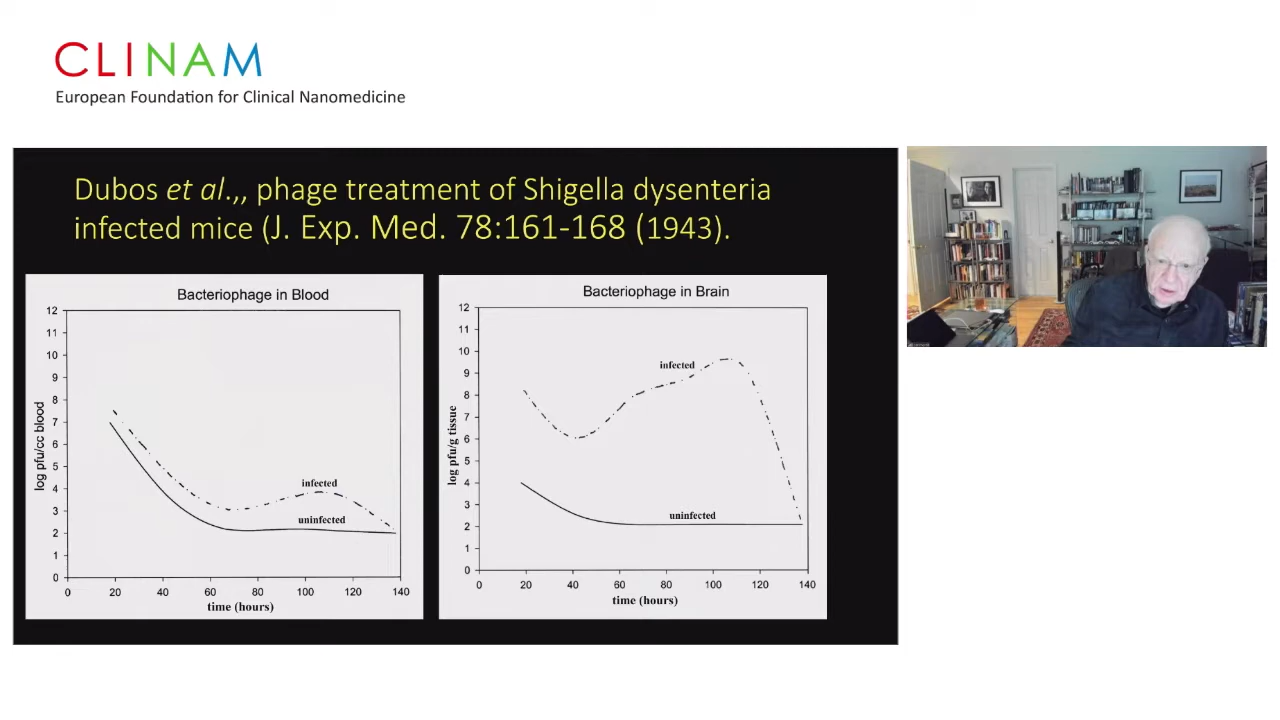 CLINAM
European Foundation for Clinical Nanomedicine
Dubos et al.,, phage treatment of Shigella dysenteria
infected mice (J. Exp. Med. 78:161-168 (1943).
Bacteriophage in Blood
12
11
10
9
8
7
6
5
4
3
2
1
0
log pfu/cc blood
infected
uninfected
0 20 40 60 80 100 120 140
time (hours)
Bacteriophage in Brain
12
11
10
9
8
7
6
5
4
3
2
1
0
log pfu/g tissue
infected
uninfected
0 20 40 60 80 100 120 140
time (hours)